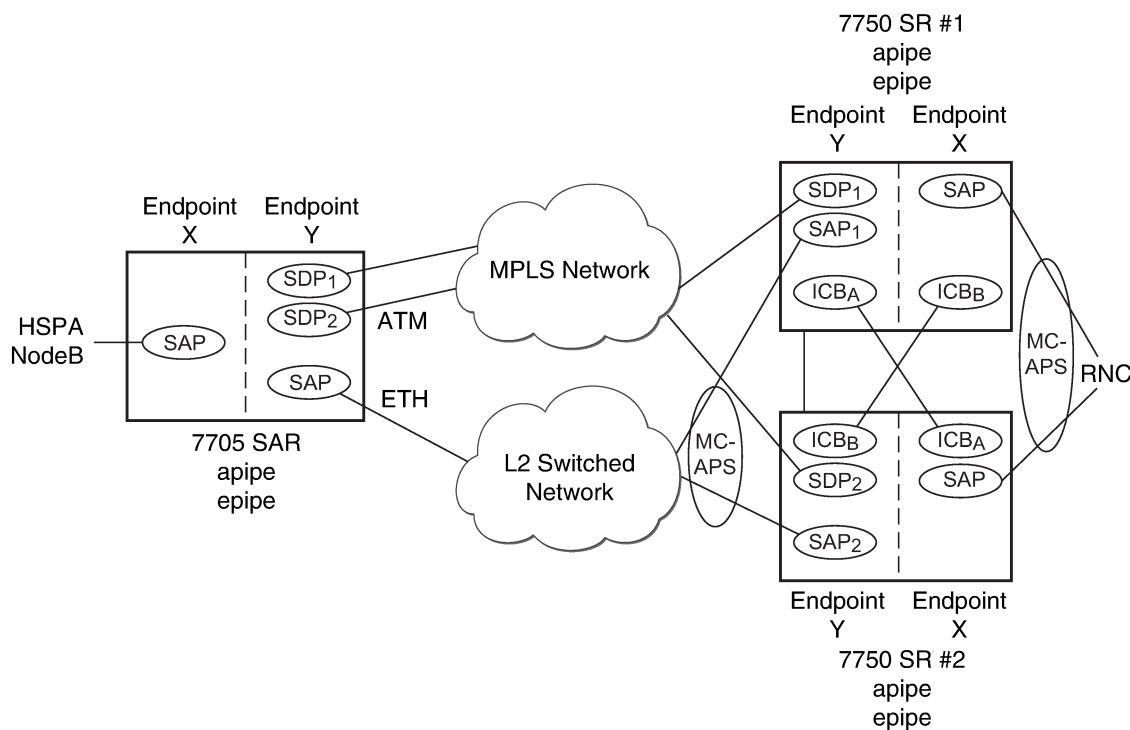 7750 SR #1
apipe
epipe
Endpoint
Y
Endpoint
X
SDP1
SAP
SAP1
ICBA
ICBB
Endpoint
X
Endpoint
Y
SDP1
SDP2
SAP
SAP
HSPA
NodeB
ATM
ETH
7705 SAR
apipe
epipe
MPLS Network
L2 Switched
Network
MC-
APS
MC-
APS
RNC
ICBB
ICBA
SDP2
SAP
SAP2
Endpoint
Y
Endpoint
X
7750 SR #2
apipe
epipe